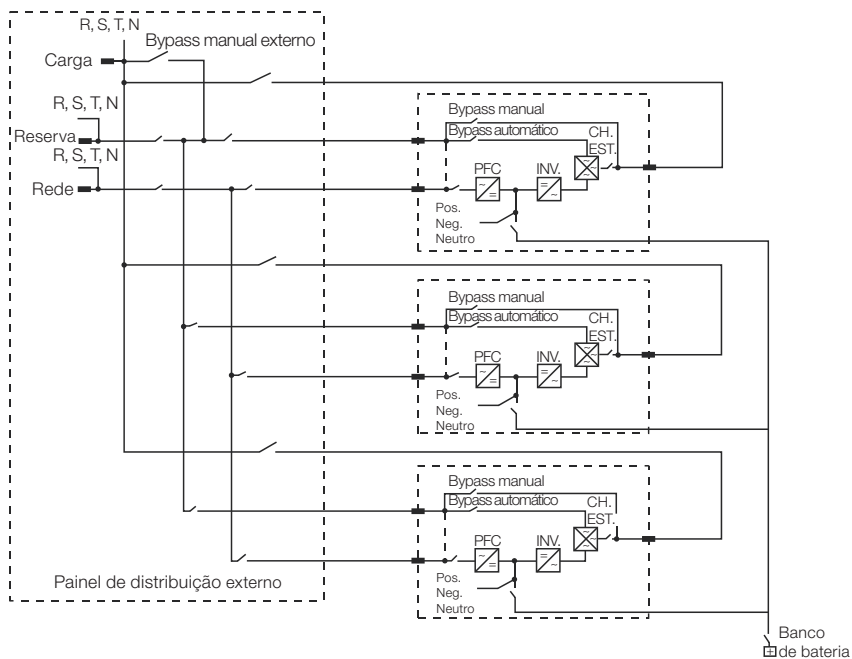 R, S, T, N
Bypass manual externo
Carga
R, S, T, N
Reserva
R, S, T, N
Rede
Bypass manual
Bypass automático
CH.
EST.
PFC
INV.
~
=
=
~
~
~
~
Pos.
Neg.
Neutro
Bypass manual
Bypass automático
CH.
EST.
PFC
INV.
~
=
=
~
~
~
~
Pos.
Neg.
Neutro
Bypass manual
Bypass automático
CH.
EST.
PFC
INV.
~
=
=
~
~
~
~
Pos.
Neg.
Neutro
Painel de distribuição externo
Banco
de bateria